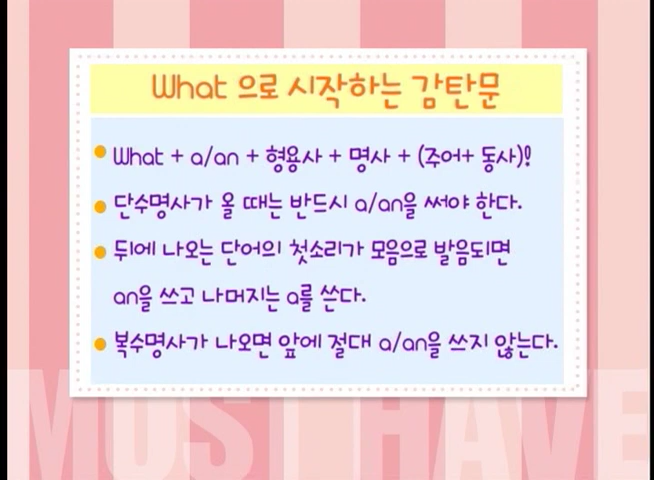 What 으로 시작하는 감탄문
What + a/an + 형용사 + 명사 + (주어+ 동사)!
단수명사가 올 때는 반드시 a/an을 써야 한다.
뒤에 나오는 단어의 첫소리가 모음으로 발음되면
an을 쓰고 나머지는 a를 쓴다.
복수명사가 나오면 앞에 절대 a/an을 쓰지 않는다.
MUST HAVE